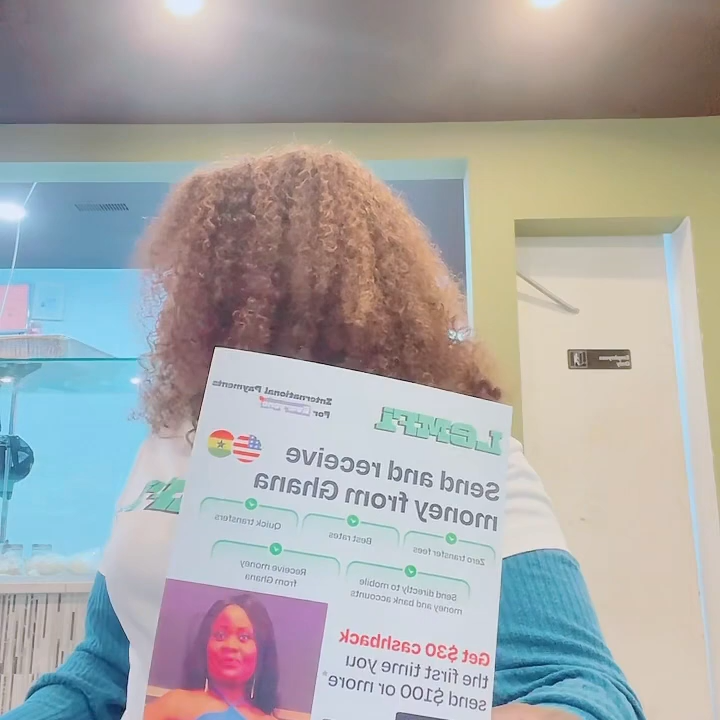 LemFi
International Payments
For
Send and receive
money from Ghana
Zero transfer fees
Best rates
Quick transfers
Send directly to mobile
money and bank accounts
Receive money
from Ghana
Get $30 cashback
the first time you
send $100 or more*
Employees
Only